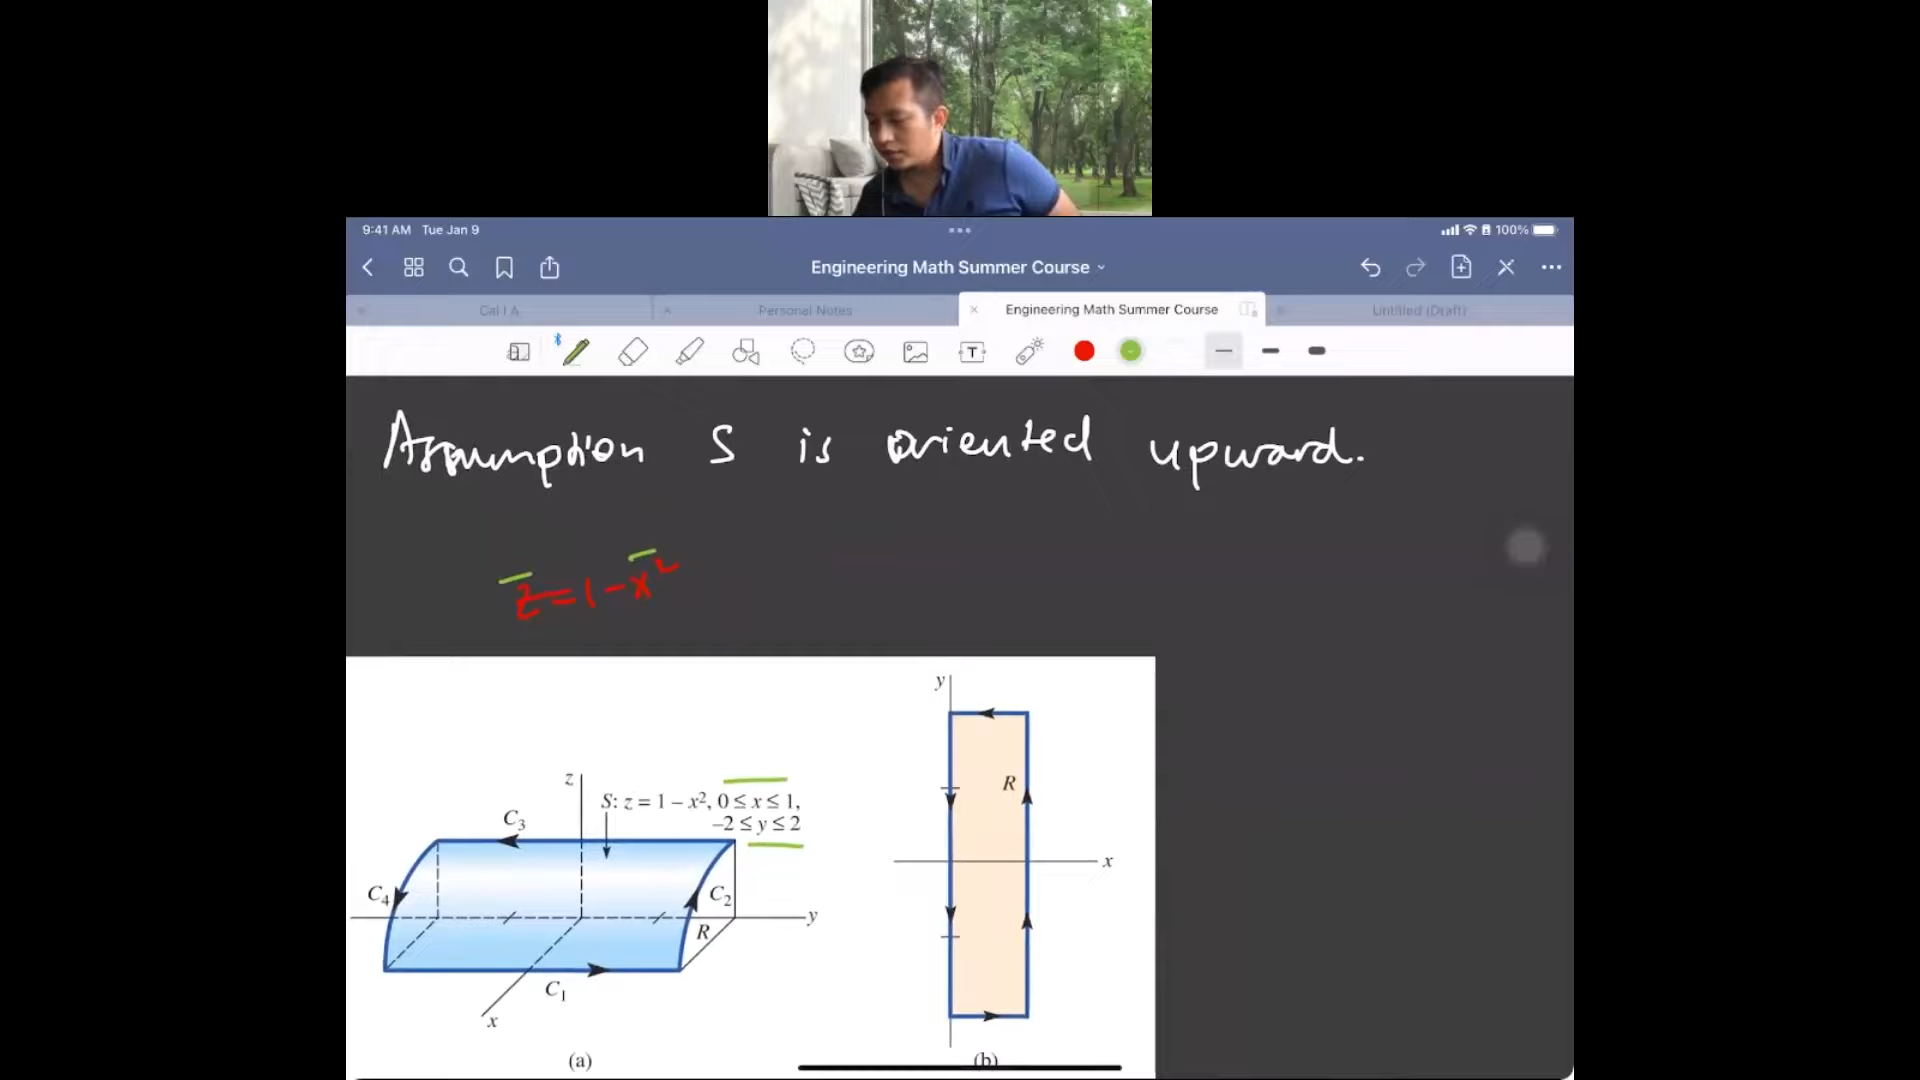 9:41 AM Tue Jan 9
100%
Engineering Math Summer Course
Cal I A
Personal Notes
Engineering Math Summer Course
Untitled (Draft)
T
Assumption S is oriented upward.
z = 1 - x²
z
S: z = 1 – x², 0 ≤ x ≤ 1,
–2 ≤ y ≤ 2
C₃
C₄
C₂
y
R
C₁
x
(a)
y
R
x
(b)